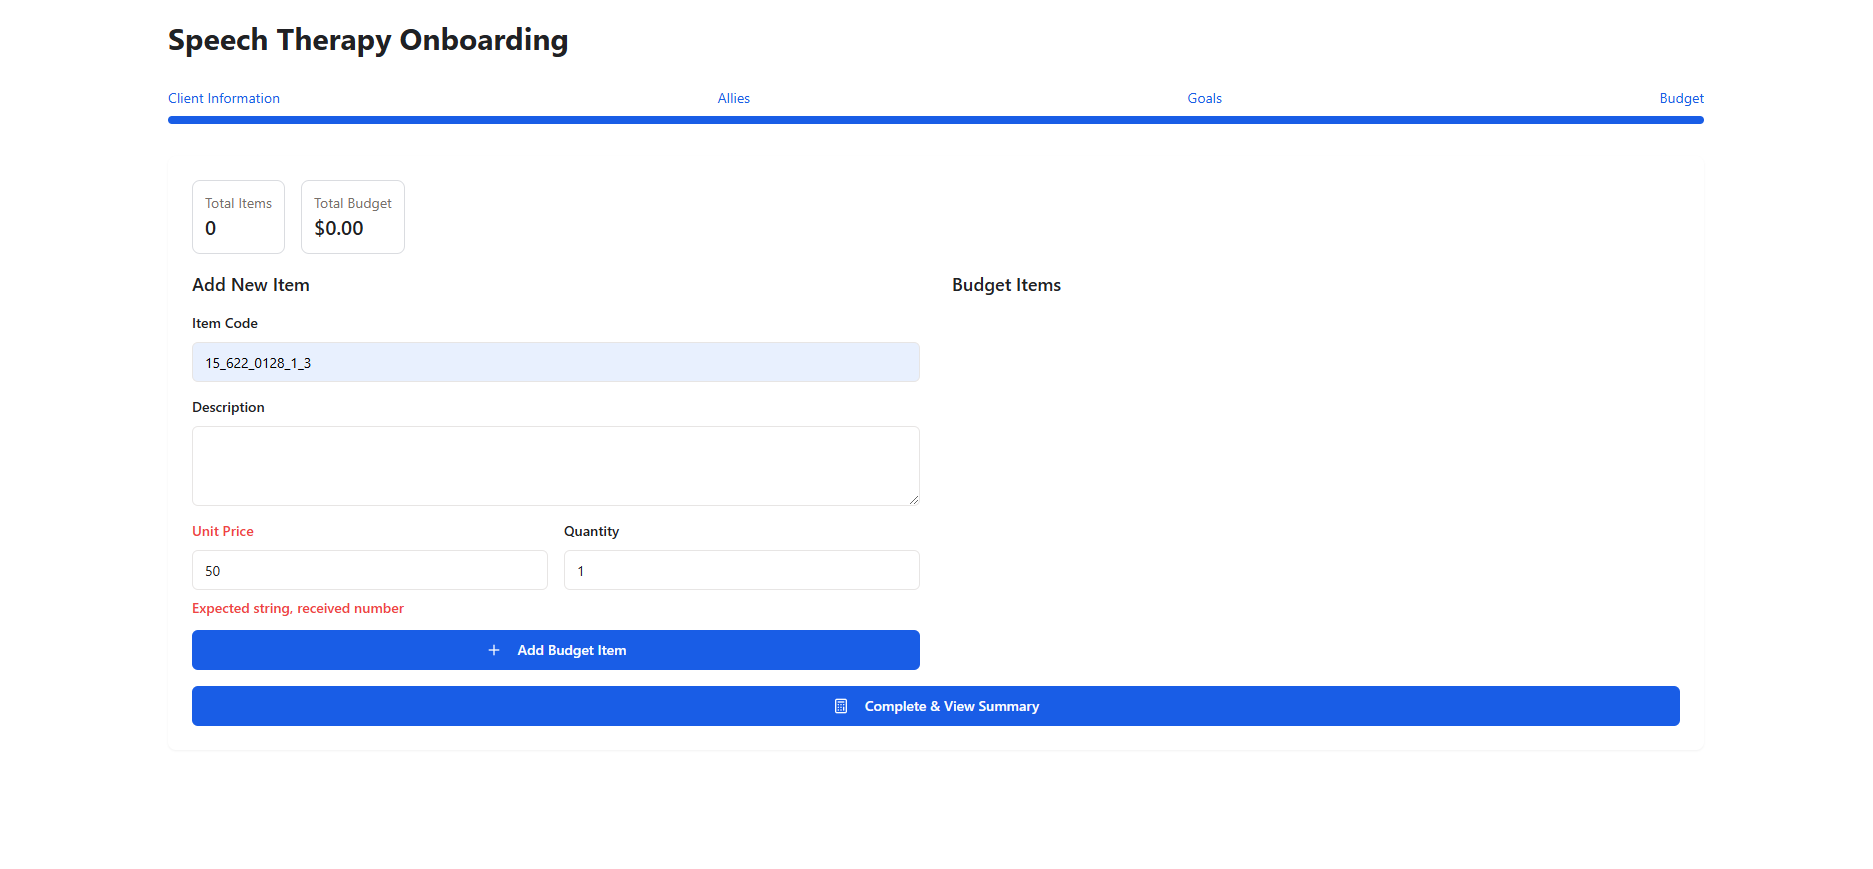 Speech Therapy Onboarding
Client Information Allies Goals Budget
Total Items
0
Total Budget
$0.00
Add New Item
Item Code
15_622_0128_1_3
Description
Unit Price
50
Expected string, received number
Quantity
1
Add Budget Item
Budget Items
Complete & View Summary